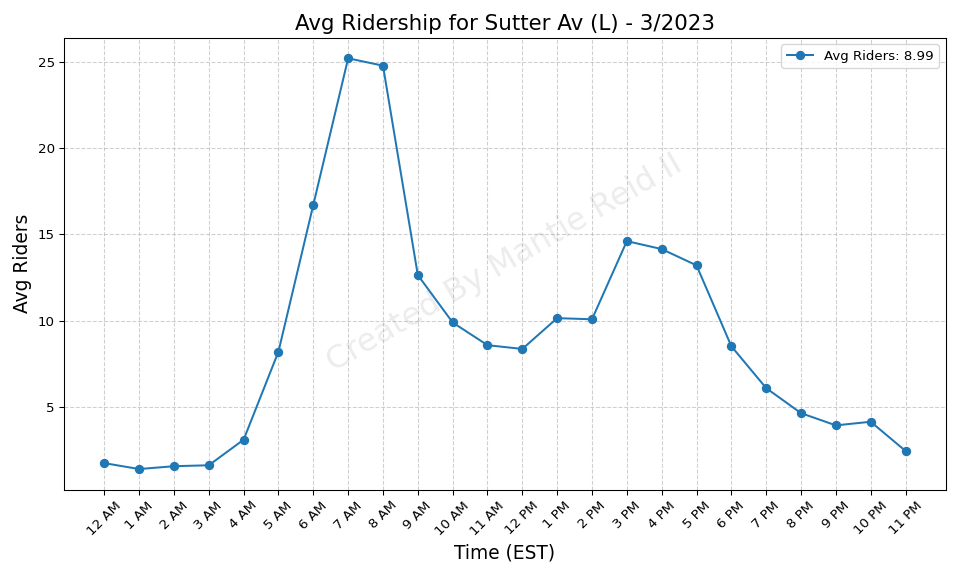 Avg Ridership for Sutter Av (L) - 3/2023
Avg Riders: 8.99
Avg Riders
25
20
15
10
5
Created By Mantie Reid II
12 AM
1 AM
2 AM
3 AM
4 AM
5 AM
6 AM
7 AM
8 AM
9 AM
10 AM
11 AM
12 PM
1 PM
2 PM
3 PM
4 PM
5 PM
6 PM
7 PM
8 PM
9 PM
10 PM
11 PM
Time (EST)